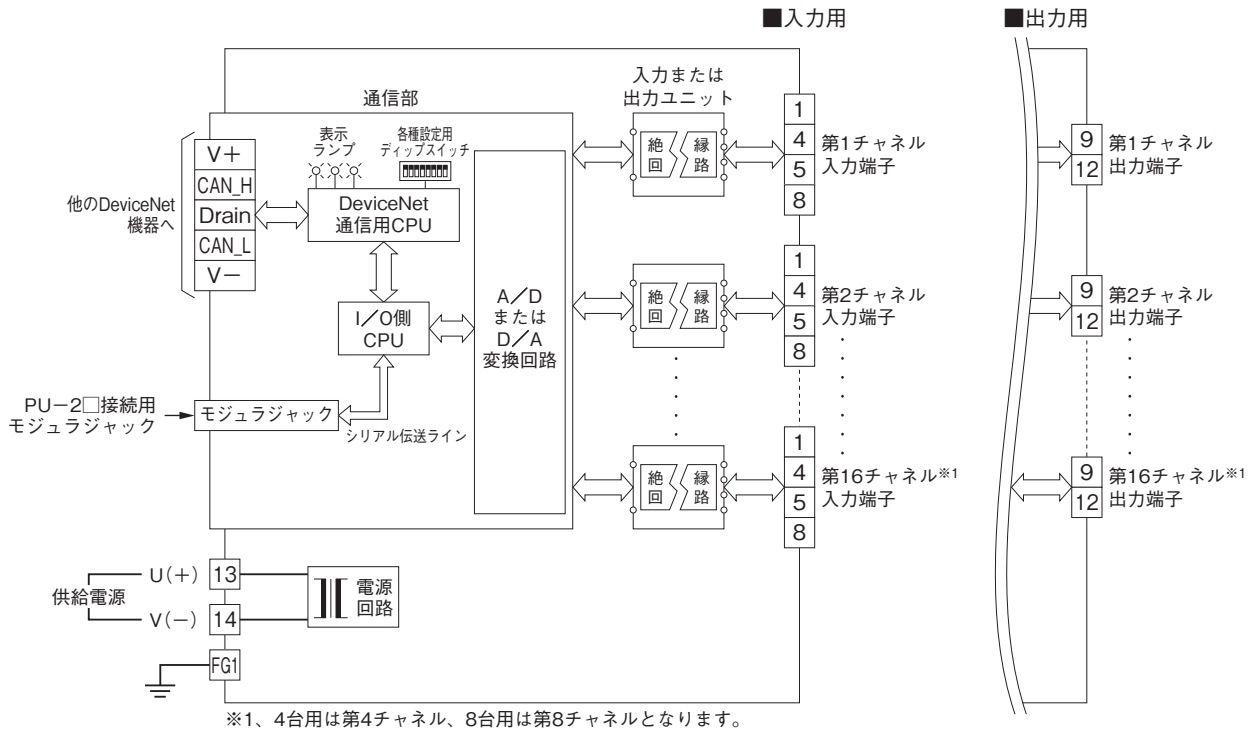 ■入力用
■出力用
入力または
出力ユニット
通信部
表示
ランプ
各種設定用
ディップスイッチ
他のDeviceNet
機器へ
V+
CAN_H
Drain
CAN_L
V−
DeviceNet
通信用CPU
I/O側
CPU
A/D
または
D/A
変換回路
PU−2□接続用
モジュラジャック
モジュラジャック
シリアル伝送ライン
絶 縁
回 路
1
4
5
8
第1チャネル
入力端子
絶 縁
回 路
1
4
5
8
第2チャネル
入力端子
絶 縁
回 路
1
4
5
8
第16チャネル※1
入力端子
9
12
第1チャネル
出力端子
9
12
第2チャネル
出力端子
9
12
第16チャネル※1
出力端子
供給電源
U(+)
13
V(−)
14
電源
回路
FG1
※1、4台用は第4チャネル、8台用は第8チャネルとなります。